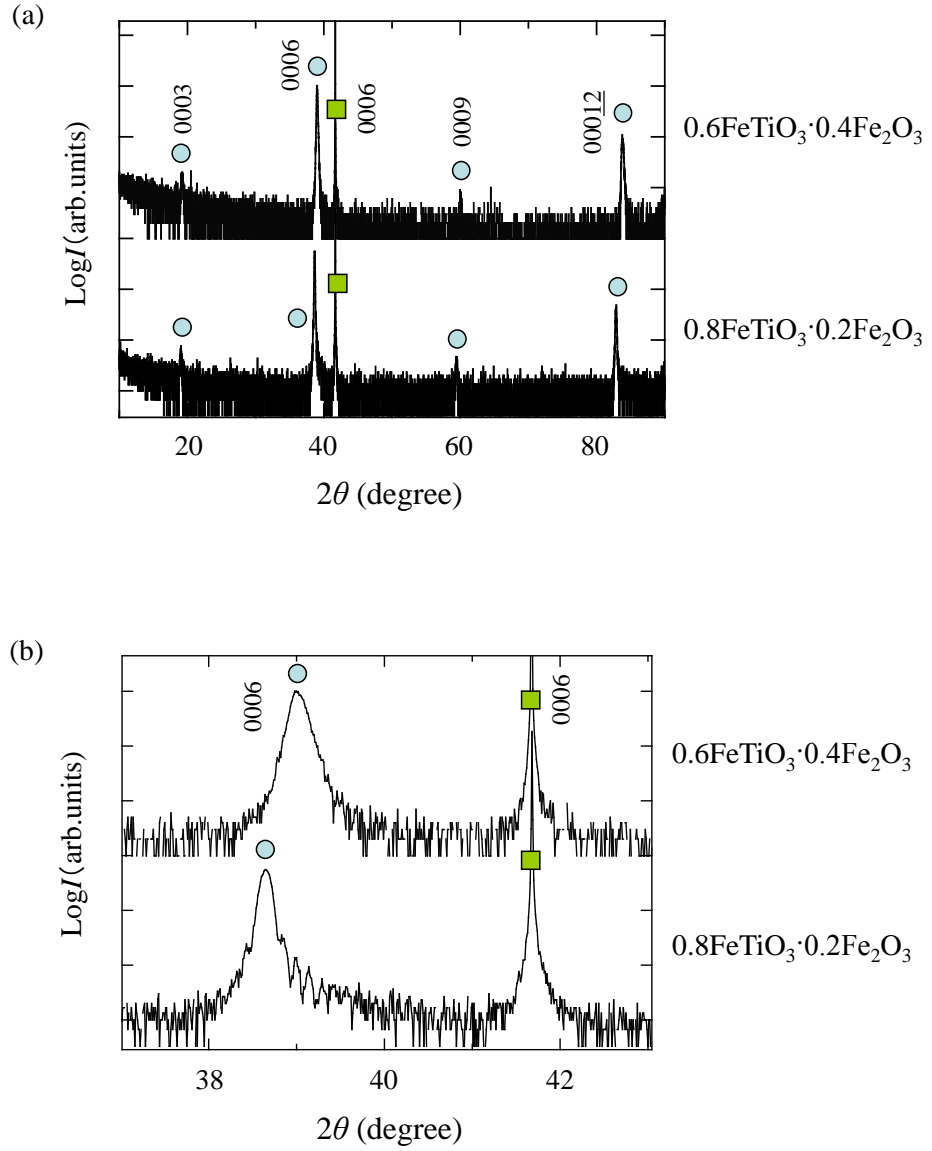 (a)
0003
0006
0006
0009
00012
0.6FeTiO₃·0.4Fe₂O₃
0.8FeTiO₃·0.2Fe₂O₃
LogI(arb.units)
20 40 60 80
2θ (degree)
(b)
0006
0006
0.6FeTiO₃·0.4Fe₂O₃
0.8FeTiO₃·0.2Fe₂O₃
LogI(arb.units)
38 40 42
2θ (degree)